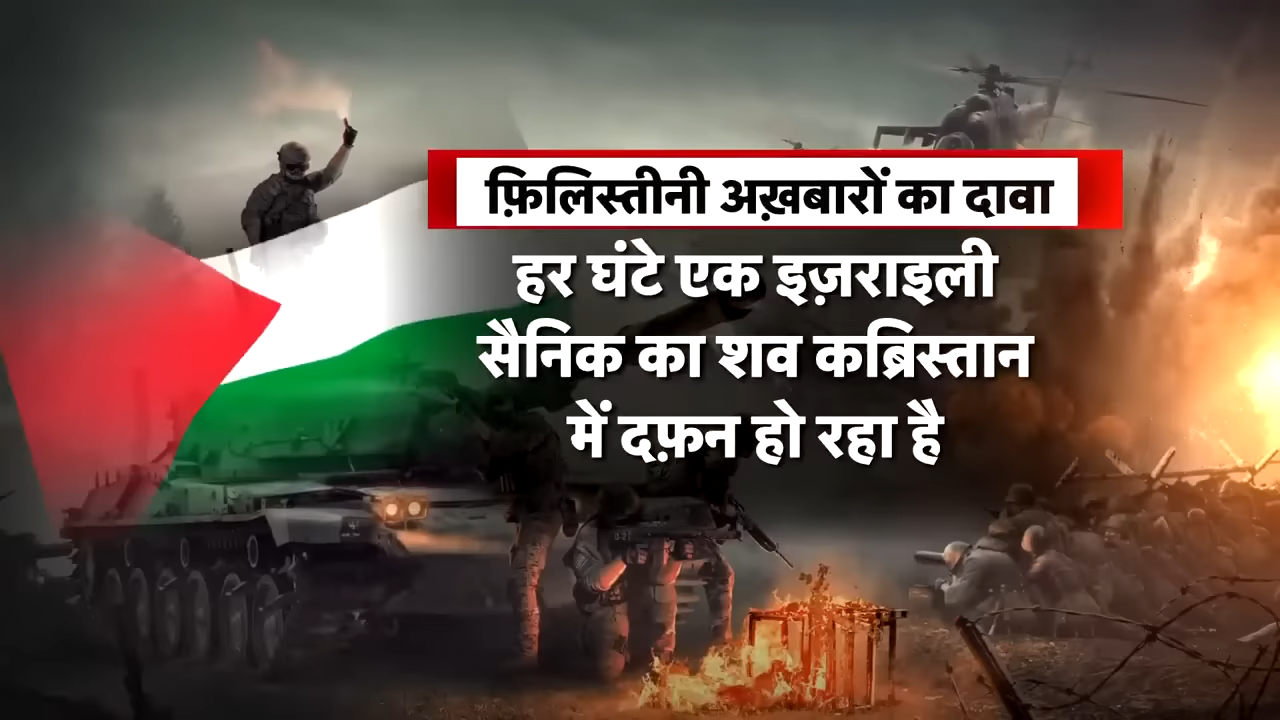 फ़िलिस्तीनी अख़बारों का दावा
हर घंटे एक इज़राइली
सैनिक का शव कब्रिस्तान
में दफ़न हो रहा है